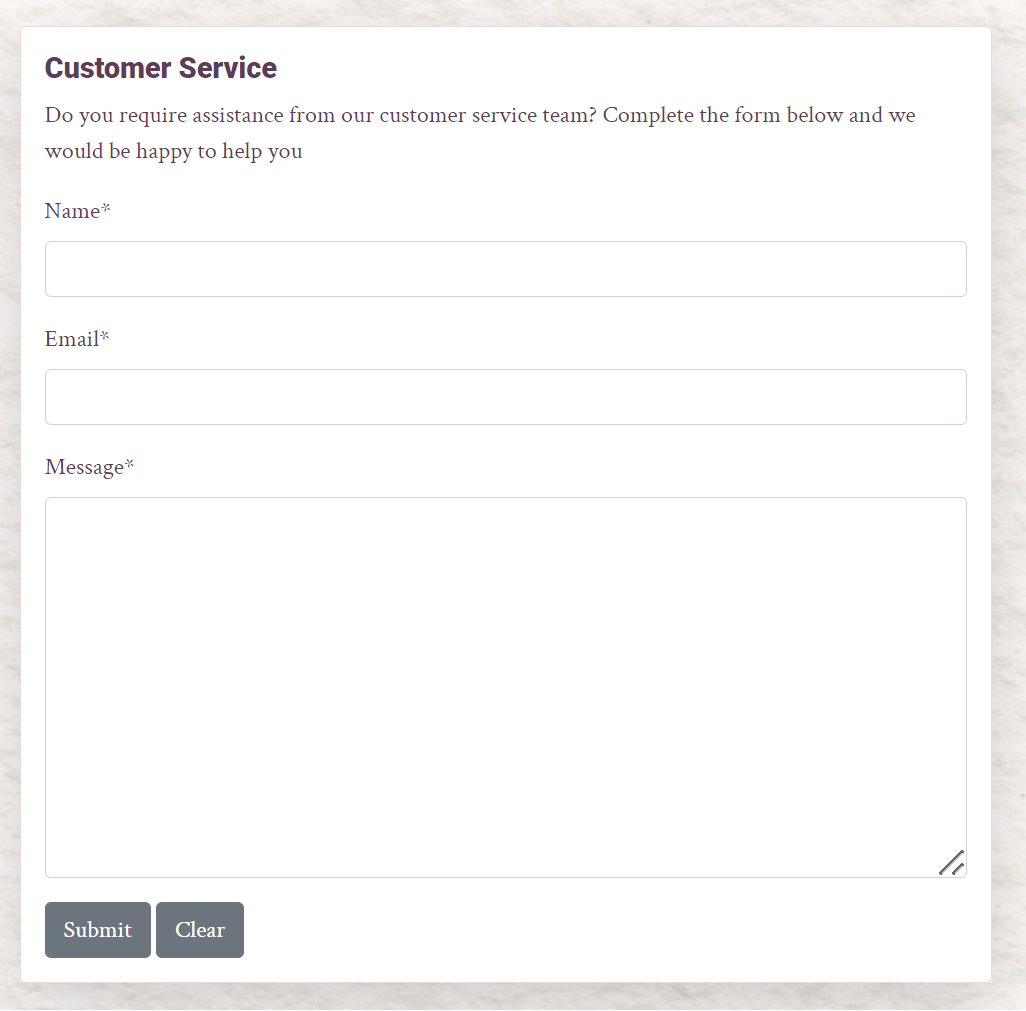 Customer Service
Do you require assistance from our customer service team? Complete the form below and we
would be happy to help you
Name*
Email*
Message*
Submit Clear